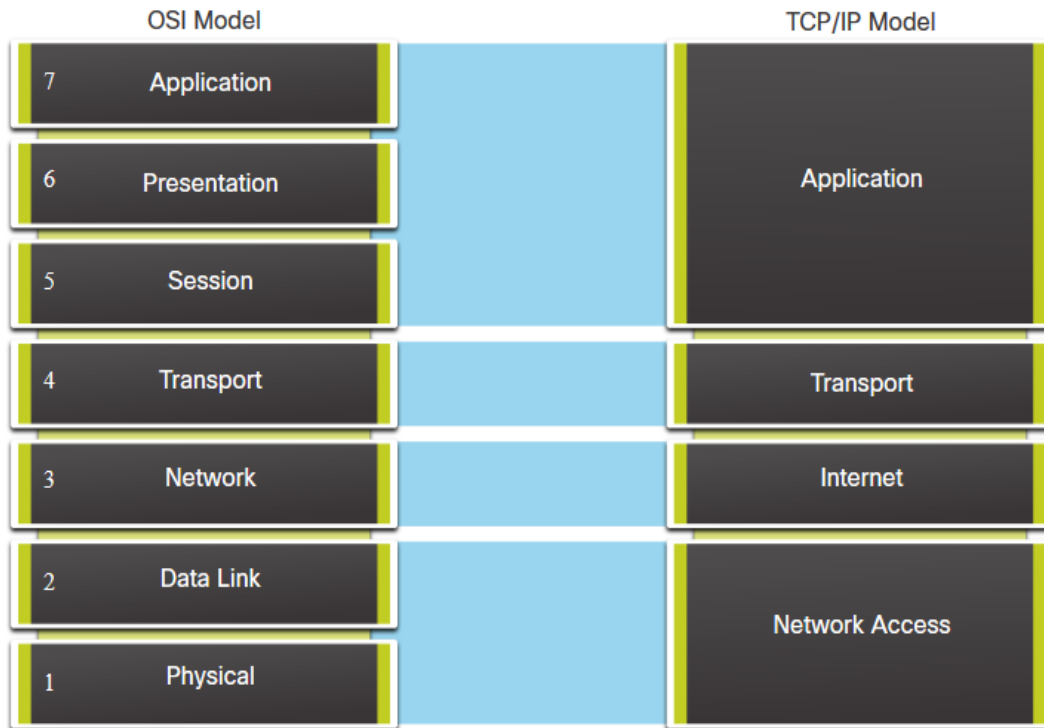 OSI Model
TCP/IP Model
7 Application
6 Presentation
5 Session
4 Transport
3 Network
2 Data Link
1 Physical
Application
Transport
Internet
Network Access